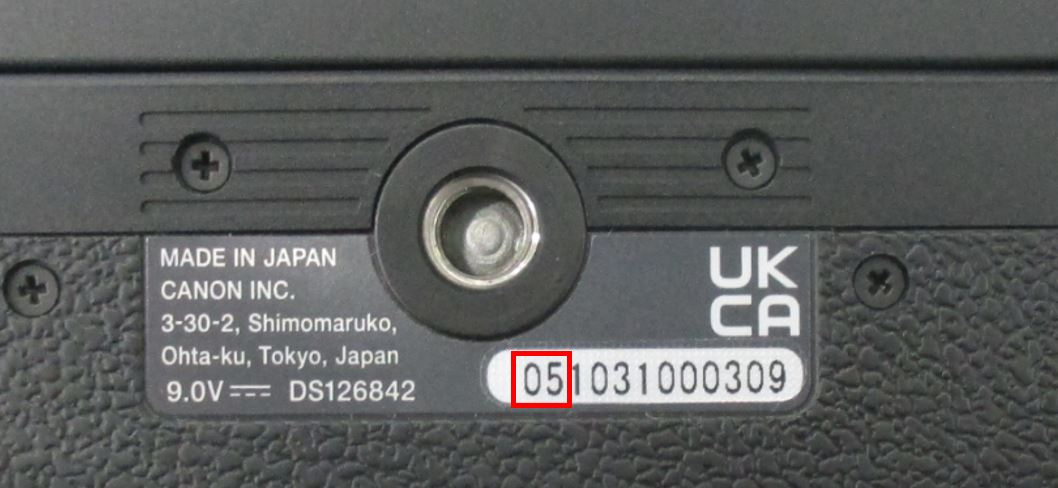 MADE IN JAPAN
CANON INC.
3-30-2, Shimomaruko,
Ohta-ku, Tokyo, Japan
9.0V⎓ DS126842
UK
CA
051031000309